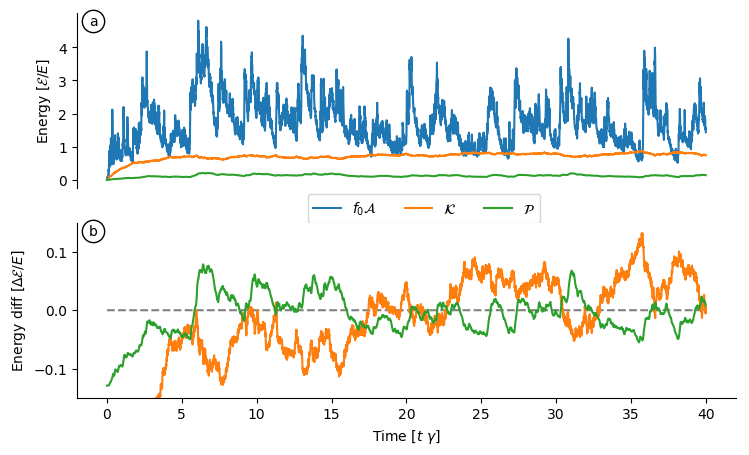 a
Energy [ℰ/E]
4
3
2
1
0
f₀𝒜 𝒦 𝒫
b
Energy diff [Δℰ/E]
0.1
0.0
−0.1
0 5 10 15 20 25 30 35 40
Time [t γ]